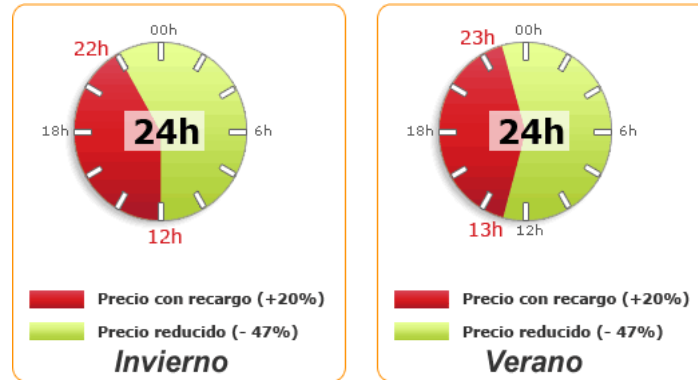 00h
22h
18h
24h
6h
12h
Precio con recargo (+20%)
Precio reducido (- 47%)
Invierno
00h
23h
18h
24h
6h
13h
12h
Precio con recargo (+20%)
Precio reducido (- 47%)
Verano